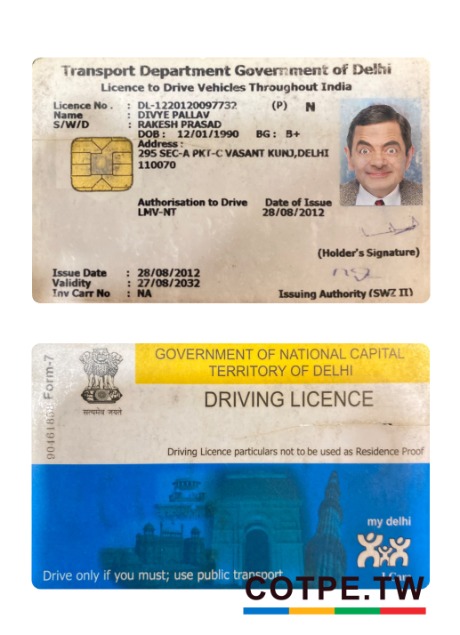 Transport Department Government of Delhi
Licence to Drive Vehicles Throughout India
Licence No. : DL-1220120097732 (P) N
Name : DIVYE PALLAV
S/W/D : RAKESH PRASAD
DOB : 12/01/1990 BG : B+
Address :
295 SEC-A PKT-C VASANT KUNJ,DELHI
110070
Authorisation to Drive Date of Issue
LMV-NT 28/08/2012
(Holder's Signature)
Issue Date : 28/08/2012
Validity : 27/08/2032
Inv Carr No : NA Issuing Authority (SWZ II)
Form-7
GOVERNMENT OF NATIONAL CAPITAL
TERRITORY OF DELHI
DRIVING LICENCE
सत्यमेव जयते
Driving Licence particulars not to be used as Residence Proof
my delhi
I Care
Drive only if you must; use public transport
COTPE.TW